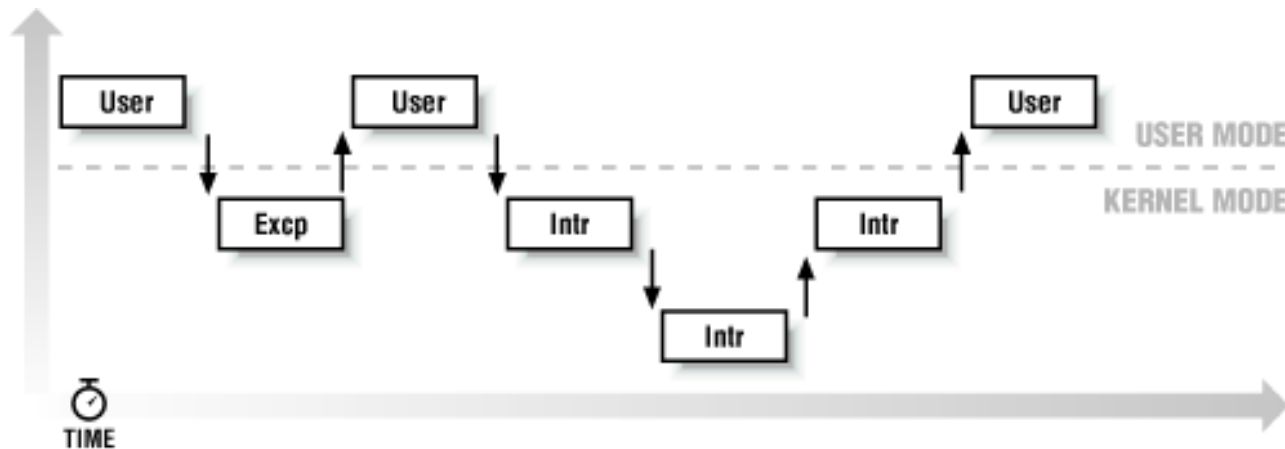 User
User
User
USER MODE
KERNEL MODE
Excp
Intr
Intr
Intr
TIME